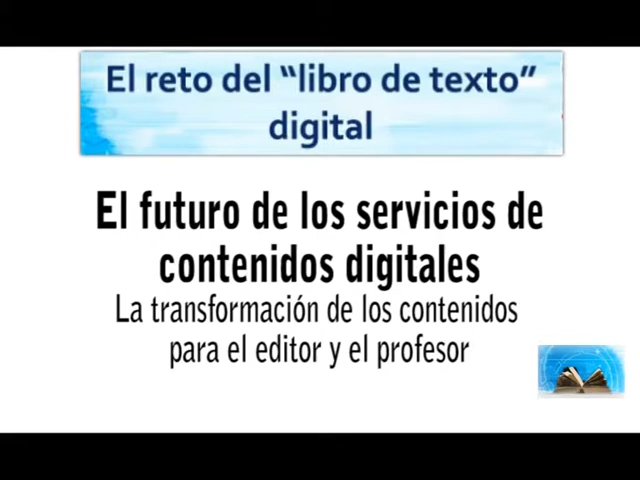 El reto del “libro de texto”
digital
El futuro de los servicios de
contenidos digitales
La transformación de los contenidos
para el editor y el profesor